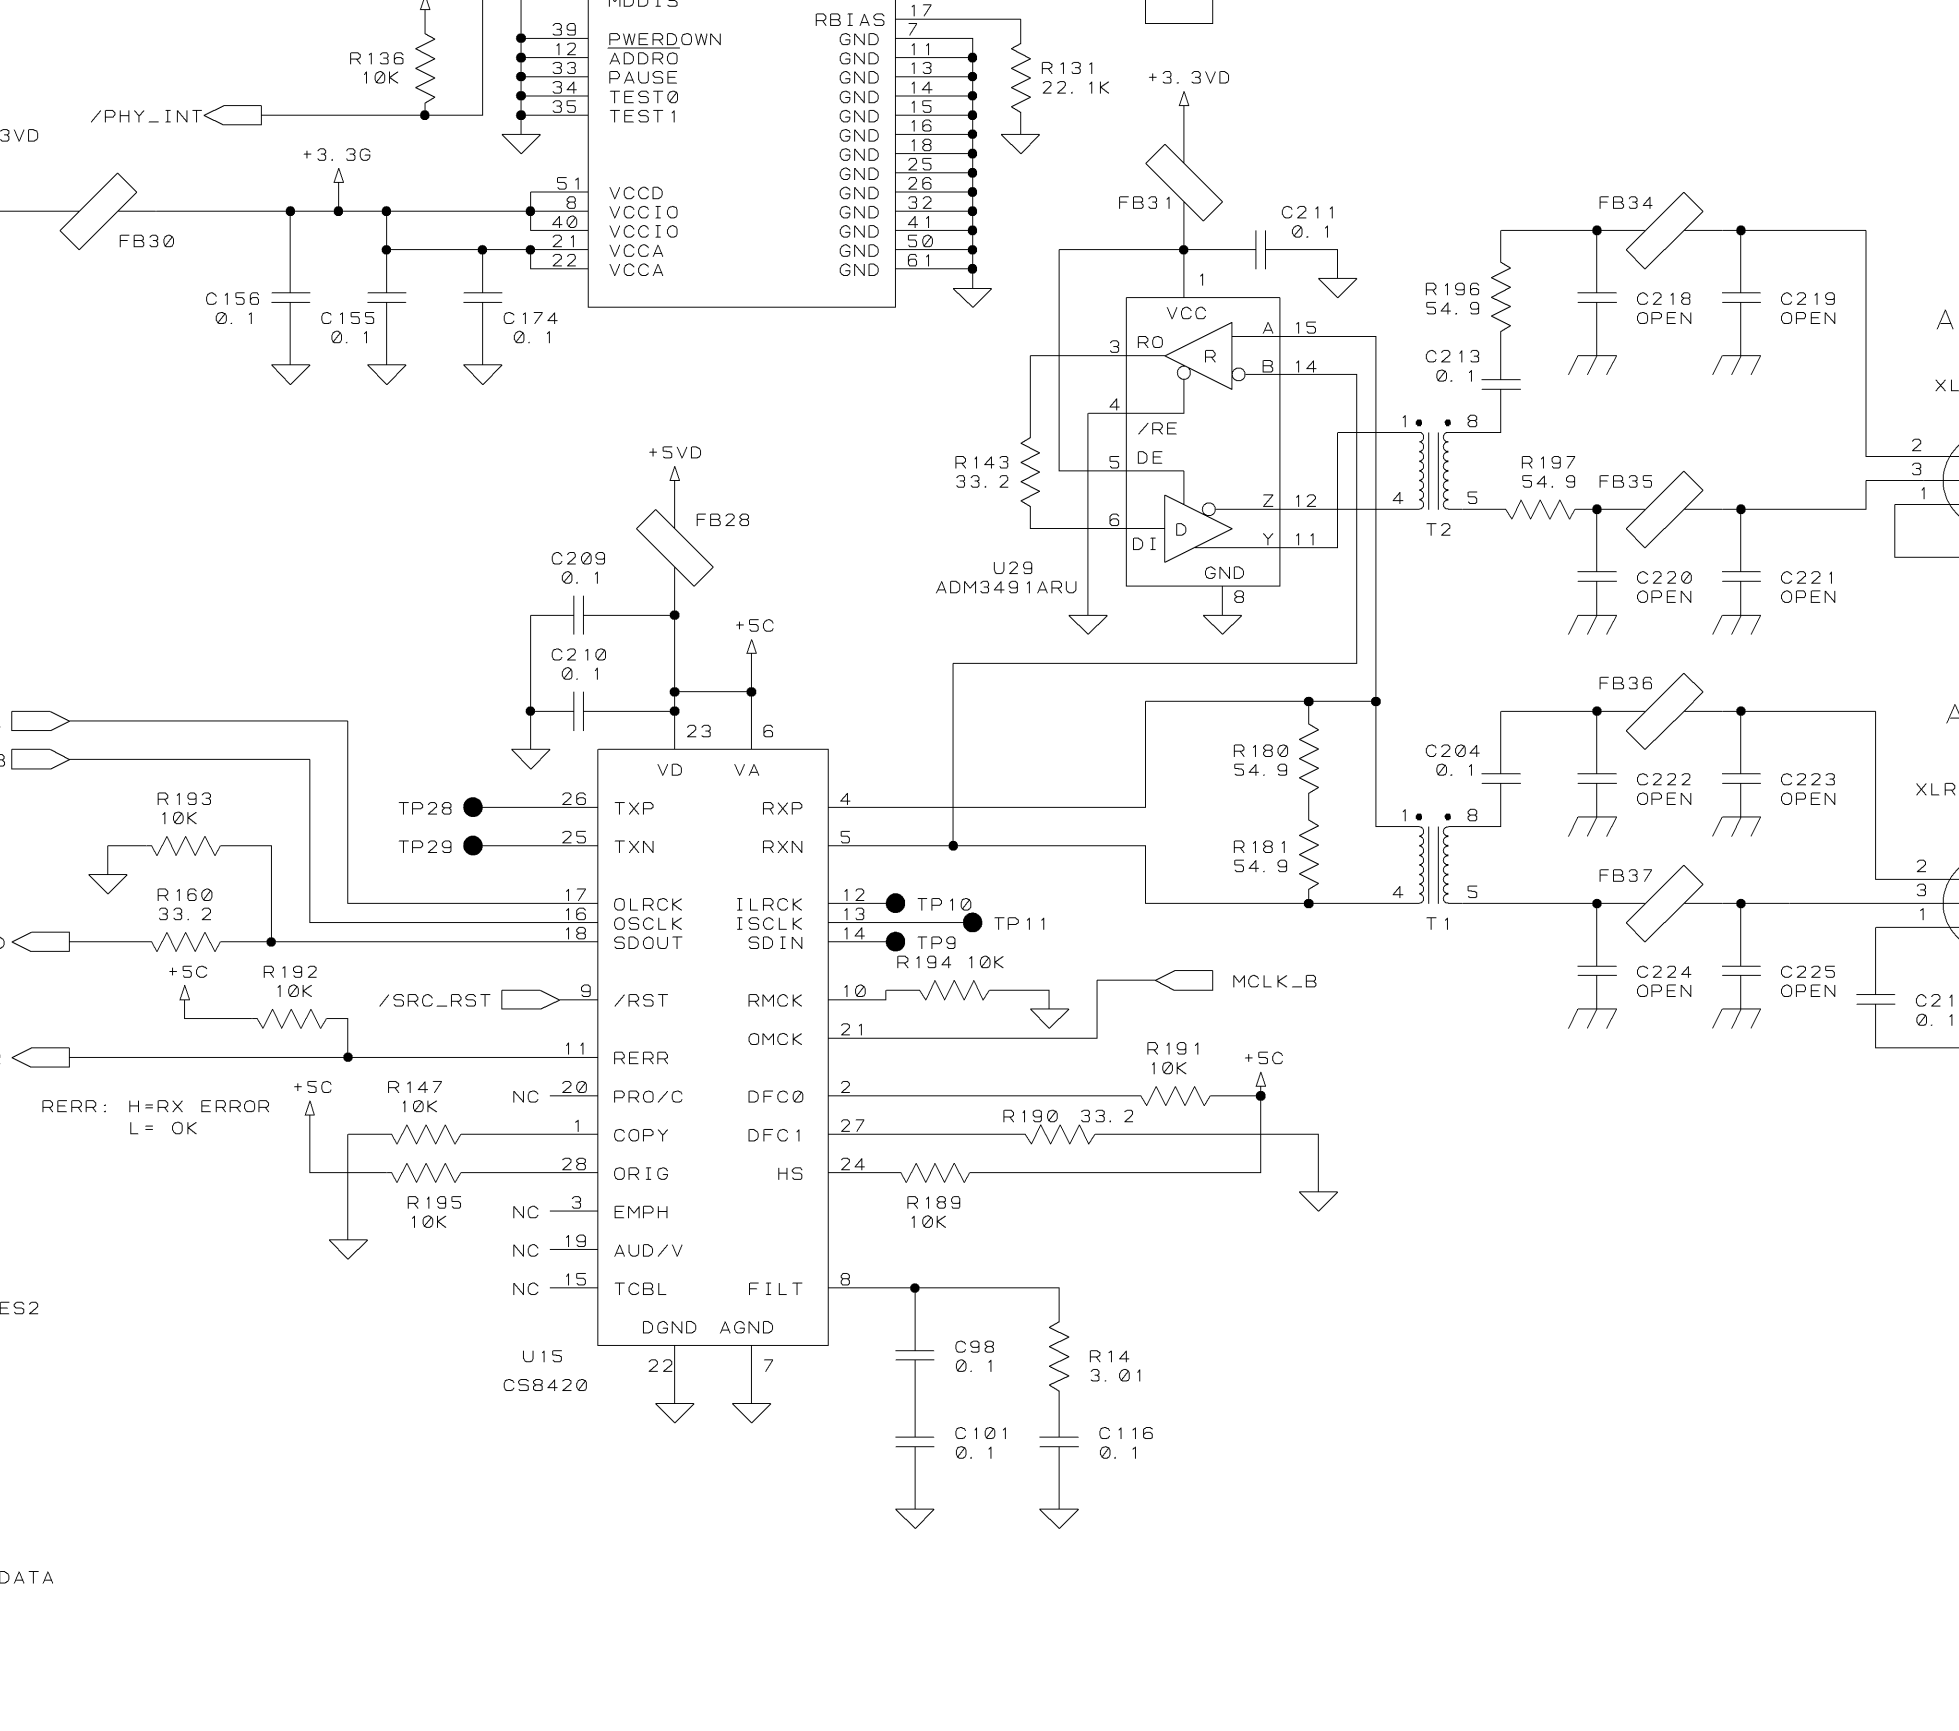 RBIAS 17
39 PWERDOWN GND 7
12 ADDR0 GND 11
33 PAUSE GND 13
34 TEST0 GND 14
35 TEST1 GND 15
GND 16
GND 18
GND 25
51 VCCD GND 26
8 VCCIO GND 32
40 VCCIO GND 41
21 VCCA GND 50
22 VCCA GND 61
R136
10K
/PHY_INT
3VD
+3.3G
FB30
C156
0.1
C155
0.1
C174
0.1
R131
22.1K
+3.3VD
FB31
C211
0.1
1
VCC
3 RO R A 15
B 14
4
/RE
5 DE
Z 12
6 D
DI Y 11
GND
8
U29
ADM3491ARU
R143
33.2
FB34
R196
54.9
C218
OPEN
C219
OPEN
A
C213
0.1
XL
1 8
4 5
T2
R197
54.9
FB35
2
3
1
C220
OPEN
C221
OPEN
+5VD
FB28
C209
0.1
C210
0.1
+5C
23 6
VD VA
TP28 26 TXP RXP 4
TP29 25 TXN RXN 5
17 OLRCK ILRCK 12 TP10
16 OSCLK ISCLK 13 TP11
18 SDOUT SDIN 14 TP9
R194 10K
/SRC_RST 9 /RST RMCK 10
OMCK 21
MCLK_B
11 RERR
NC 20 PRO/C DFC0 2
1 COPY DFC1 27
28 ORIG HS 24
NC 3 EMPH
NC 19 AUD/V
NC 15 TCBL FILT 8
DGND AGND
22 7
U15
CS8420
R193
10K
R160
33.2
+5C
R192
10K
RERR: H=RX ERROR
L= OK
+5C
R147
10K
R195
10K
R191
10K
+5C
R190 33.2
R189
10K
C98
0.1
R14
3.01
C101
0.1
C116
0.1
R180
54.9
R181
54.9
FB36
C204
0.1
C222
OPEN
C223
OPEN
XLR
1 8
4 5
T1
FB37
2
3
1
C224
OPEN
C225
OPEN
C21
0.1
ES2
DATA